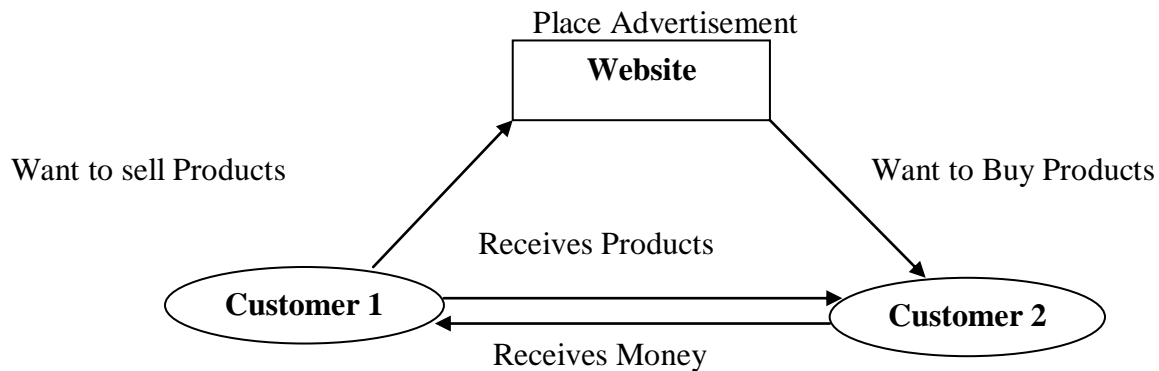 Place Advertisement
Website
Want to sell Products
Want to Buy Products
Receives Products
Customer 1
Customer 2
Receives Money